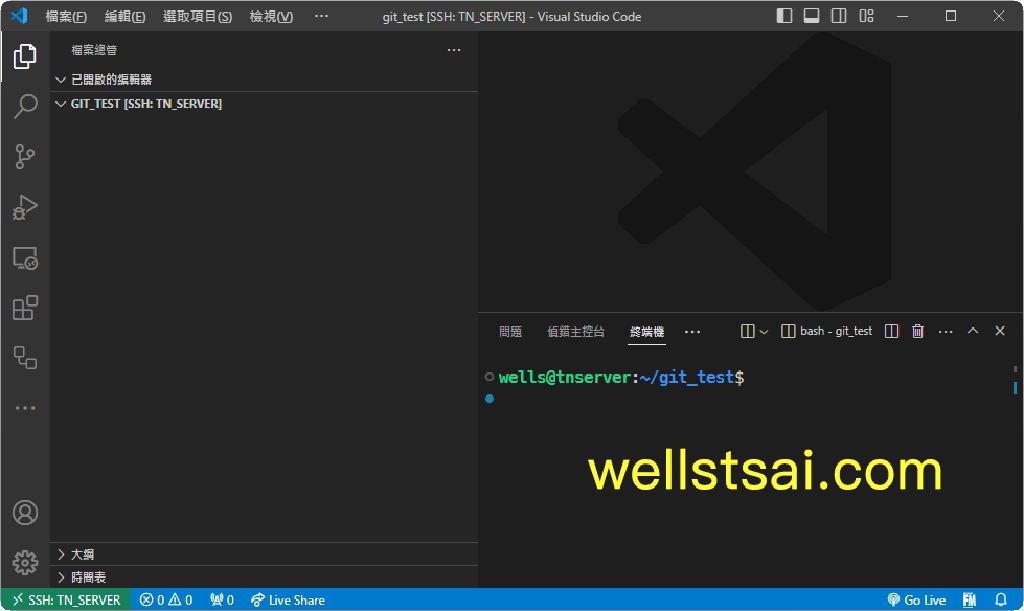 檔案(F) 編輯(E) 選取項目(S) 檢視(V) ··· git_test [SSH: TN_SERVER] - Visual Studio Code
檔案總管 ···
已開啟的編輯器
GIT_TEST [SSH: TN_SERVER]
問題 偵錯主控台 終端機 ··· bash - git_test ···
wells@tnserver:~/git_test$
wellstsai.com
大綱
時間表
SSH: TN_SERVER 0 0 0 Live Share Go Live